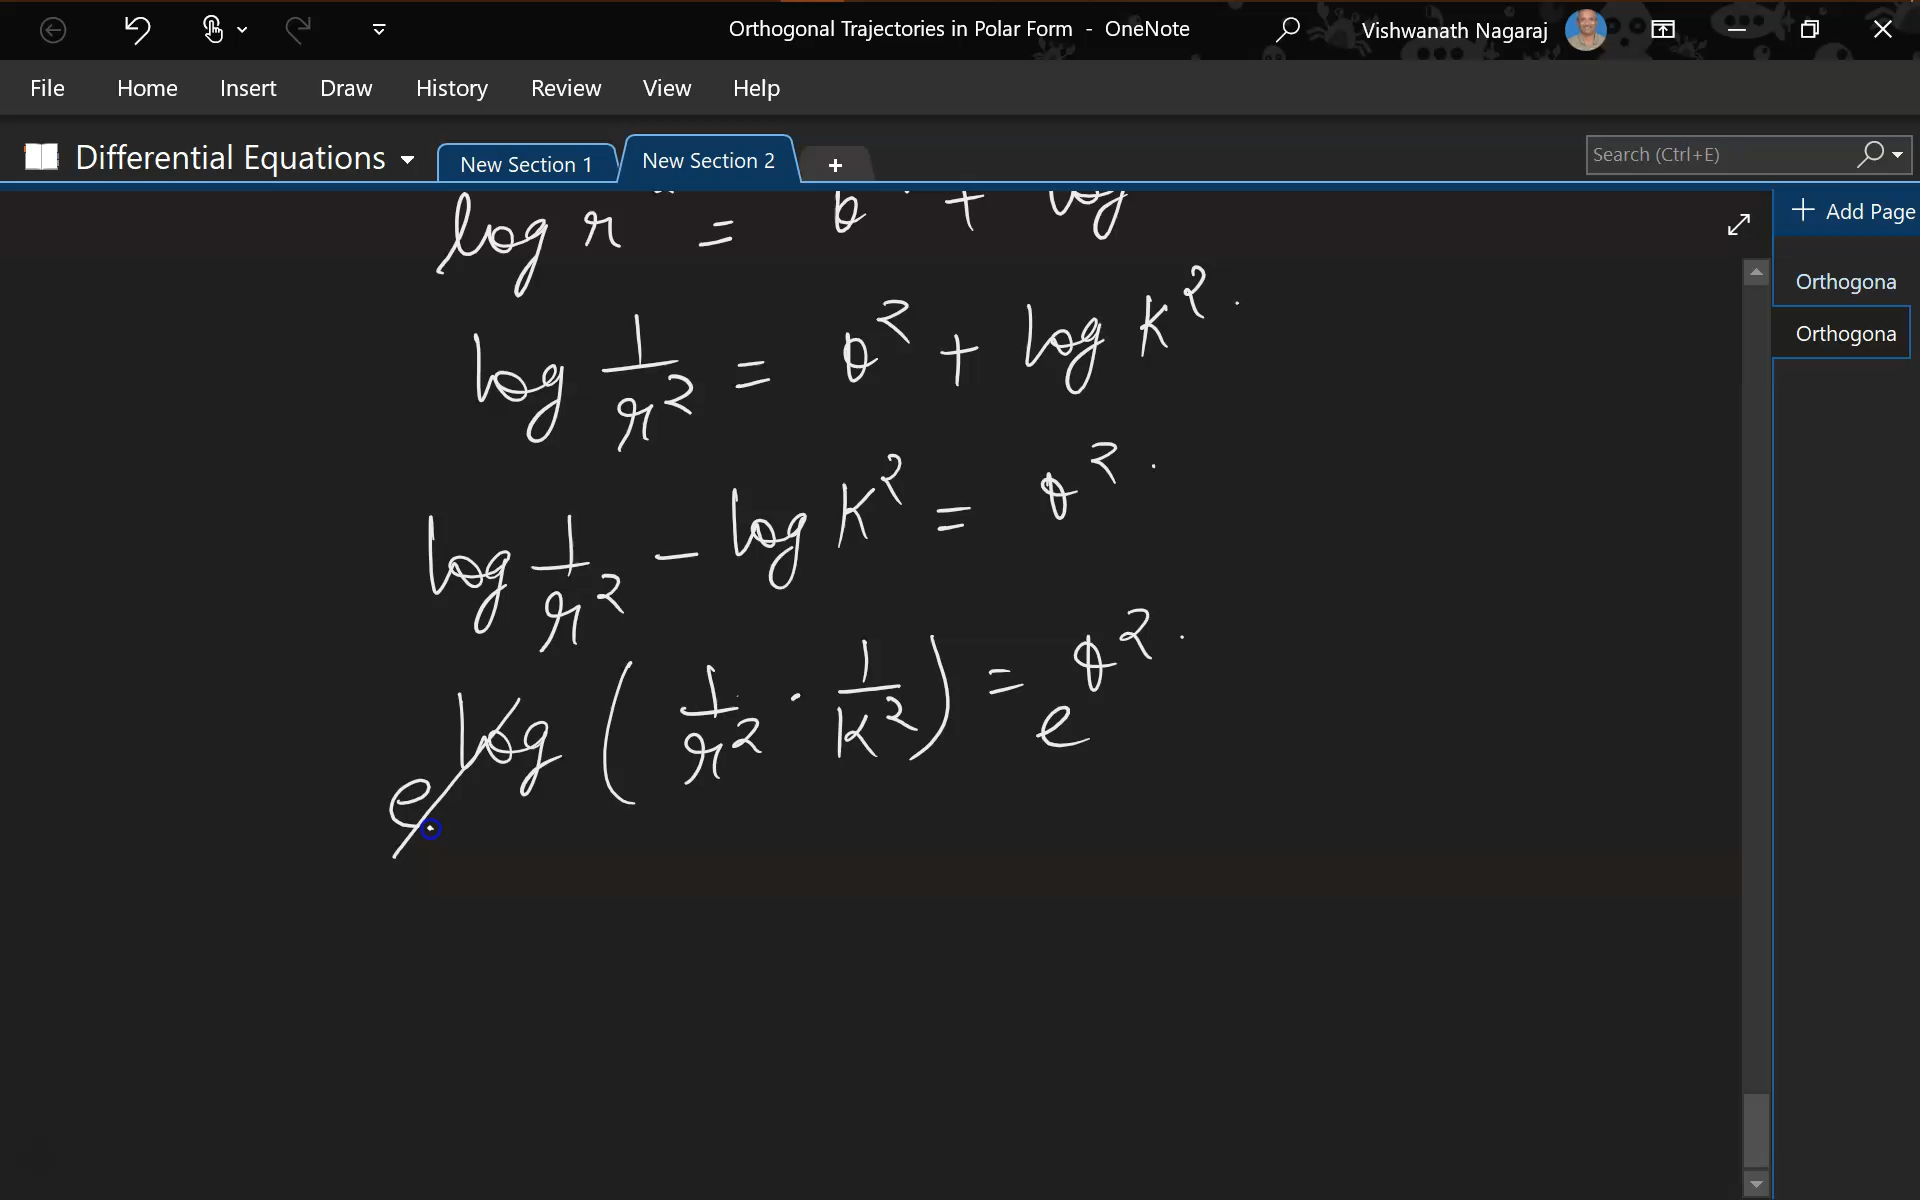 Orthogonal Trajectories in Polar Form - OneNote
Vishwanath Nagaraj
File Home Insert Draw History Review View Help
Differential Equations
New Section 1 New Section 2 +
Search (Ctrl+E)
+ Add Page
Orthogona
Orthogona
log r = θ + log
log 1/r² = θ² + log k².
log 1/r² - log k² = θ².
e^log (1/r² · 1/k²) = e^θ².